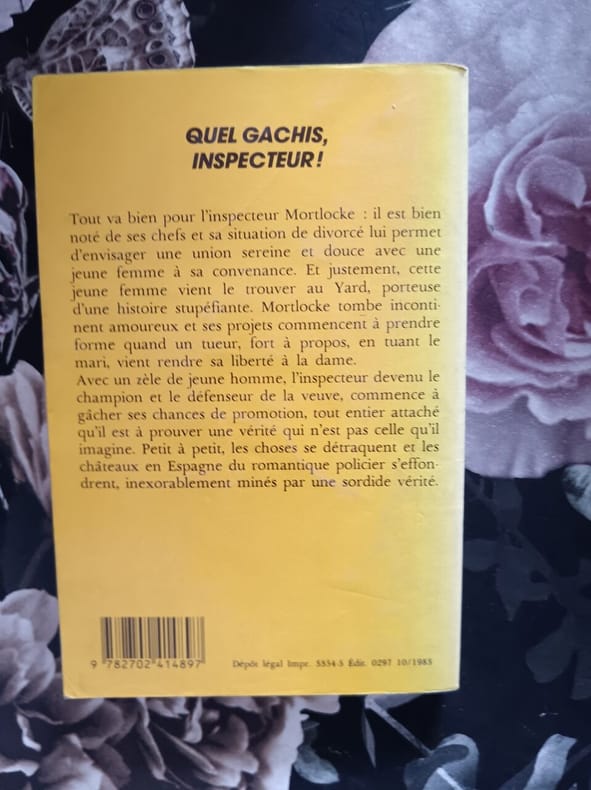 QUEL GACHIS,
INSPECTEUR !
Tout va bien pour l'inspecteur Mortlocke : il est bien
noté de ses chefs et sa situation de divorcé lui permet
d'envisager une union sereine et douce avec une
jeune femme à sa convenance. Et justement, cette
jeune femme vient le trouver au Yard, porteuse
d'une histoire stupéfiante. Mortlocke tombe inconti-
nent amoureux et ses projets commencent à prendre
forme quand un tueur, fort à propos, en tuant le
mari, vient rendre sa liberté à la dame.
Avec un zèle de jeune homme, l'inspecteur devenu le
champion et le défenseur de la veuve, commence à
gâcher ses chances de promotion, tout entier attaché
qu'il est à prouver une vérité qui n'est pas celle qu'il
imagine. Petit à petit, les choses se détraquent et les
châteaux en Espagne du romantique policier s'effon-
drent, inexorablement minés par une sordide vérité.
9 782702 414897
Dépôt légal Impr. 5554-5 Édit. 0297 10/1985